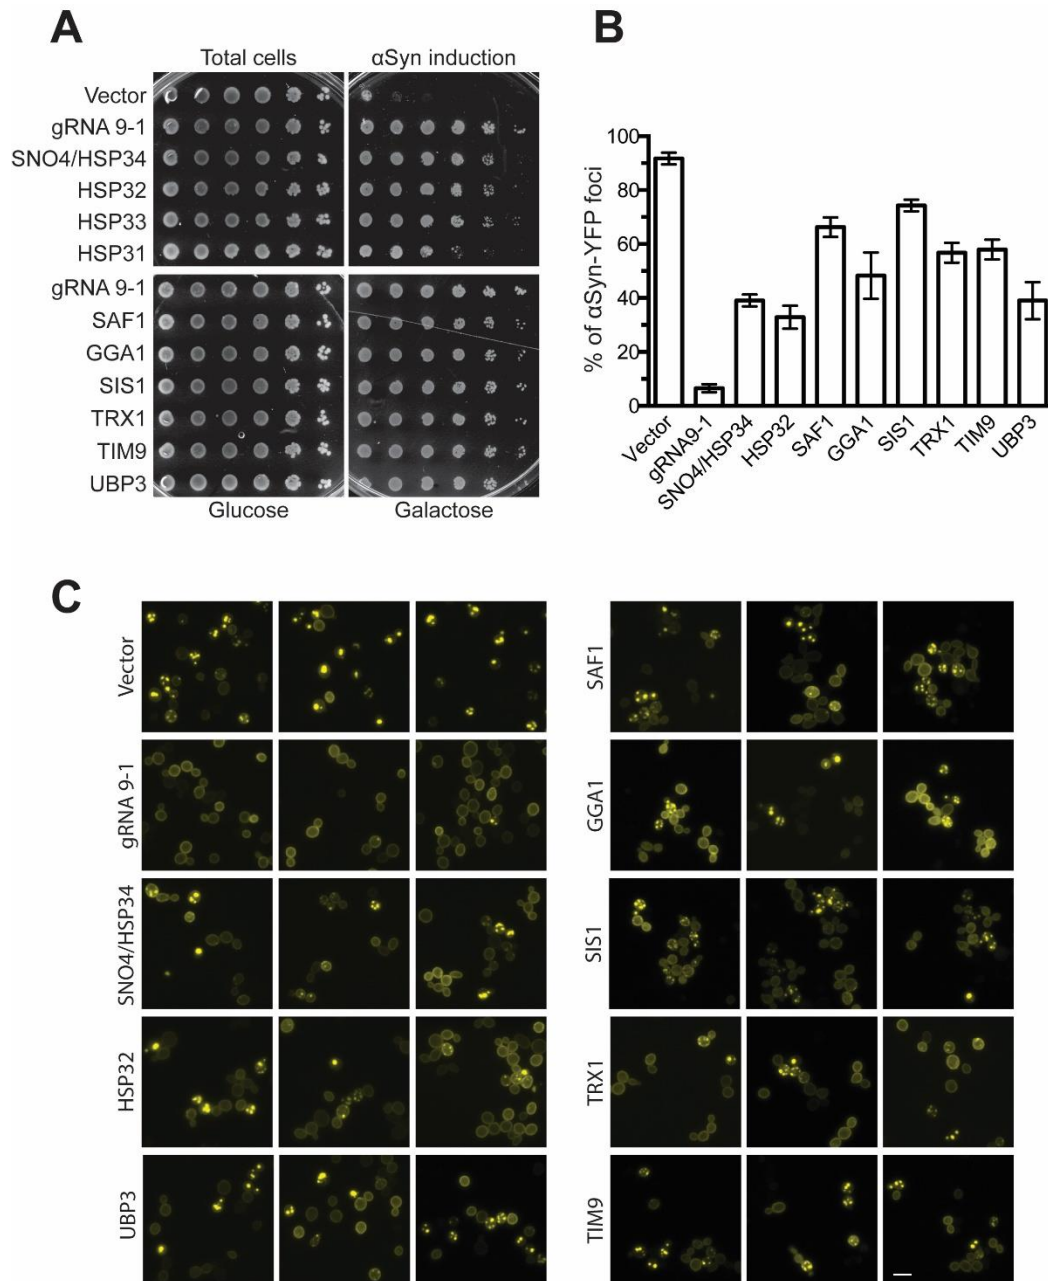 A
Total cells
αSyn induction
Vector
gRNA 9-1
SNO4/HSP34
HSP32
HSP33
HSP31
gRNA 9-1
SAF1
GGA1
SIS1
TRX1
TIM9
UBP3
Glucose
Galactose
B
% of αSyn-YFP foci
100
80
60
40
20
0
Vector
gRNA9-1
SNO4/HSP34
HSP32
SAF1
GGA1
SIS1
TRX1
TIM9
UBP3
C
Vector
gRNA 9-1
SNO4/HSP34
HSP32
UBP3
SAF1
GGA1
SIS1
TRX1
TIM9